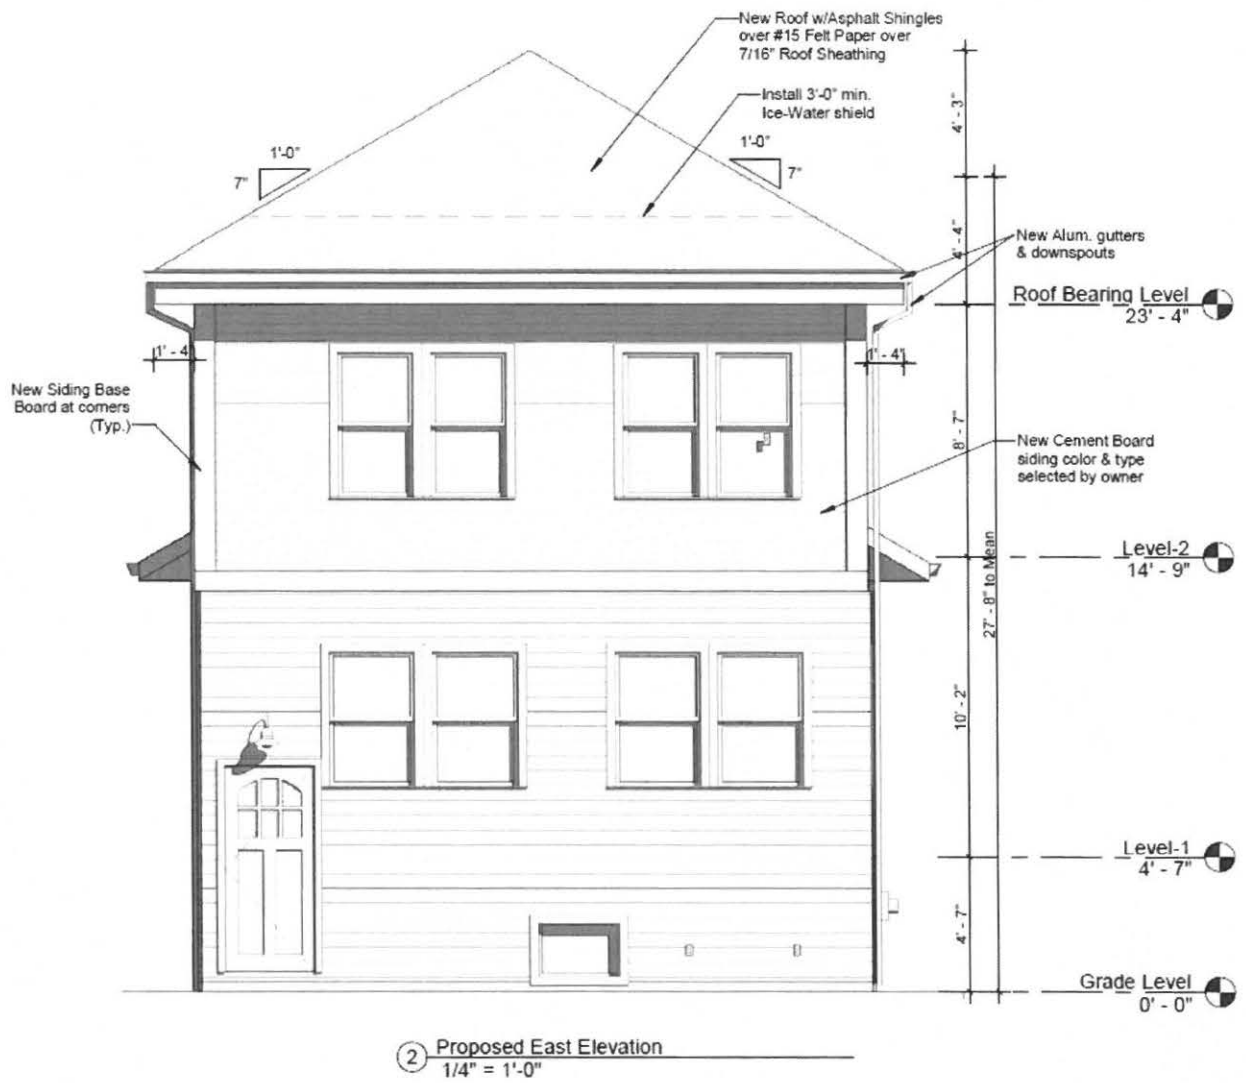 New Roof w/Asphalt Shingles
over #15 Felt Paper over
7/16" Roof Sheathing
Install 3'-0" min.
Ice-Water shield
4' - 3"
1'-0"
7"
1'-0"
7"
4' - 4"
New Alum. gutters
& downspouts
Roof Bearing Level
23' - 4"
1' - 4"
1' - 4"
New Siding Base
Board at corners
(Typ.)
8' - 7"
New Cement Board
siding color & type
selected by owner
Level-2
14' - 9"
27' - 8" to Mean
10' - 2"
Level-1
4' - 7"
4' - 7"
Grade Level
0' - 0"
2 Proposed East Elevation
1/4" = 1'-0"